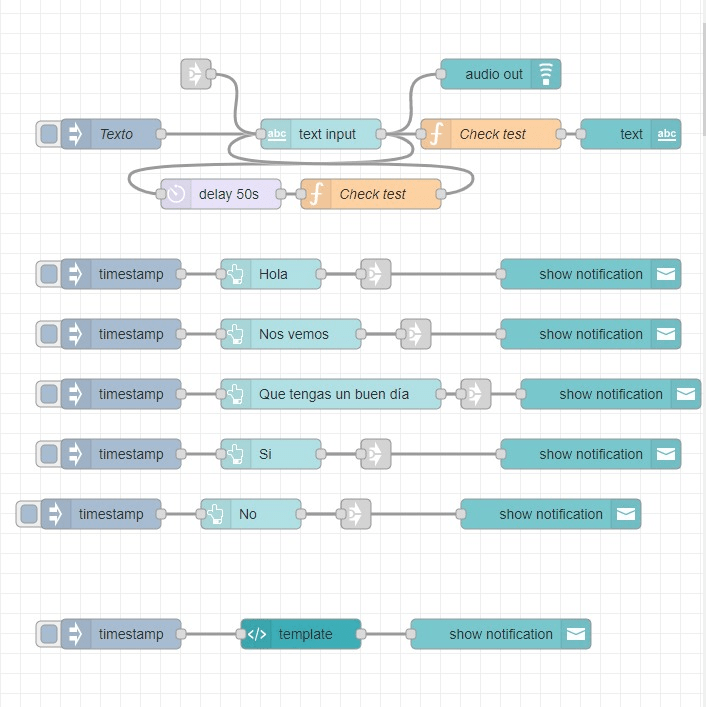 audio out
Texto
abc
text input
Check test
text
abc
delay 50s
Check test
timestamp
Hola
show notification
timestamp
Nos vemos
show notification
timestamp
Que tengas un buen día
show notification
timestamp
Si
show notification
timestamp
No
show notification
timestamp
</> template
show notification